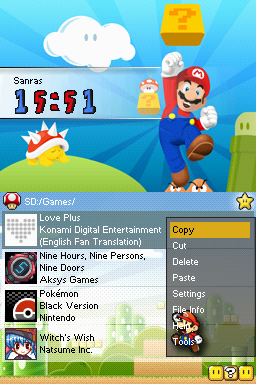 Sanras
15:51
SD:/Games/
Love Plus
Konami Digital Entertainment
(English Fan Translation)
Nine Hours, Nine Persons,
Nine Doors
Aksys Games
Pokémon
Black Version
Nintendo
Witch's Wish
Natsume Inc.
Copy
Cut
Delete
Paste
Settings
File Info
Help
Tools